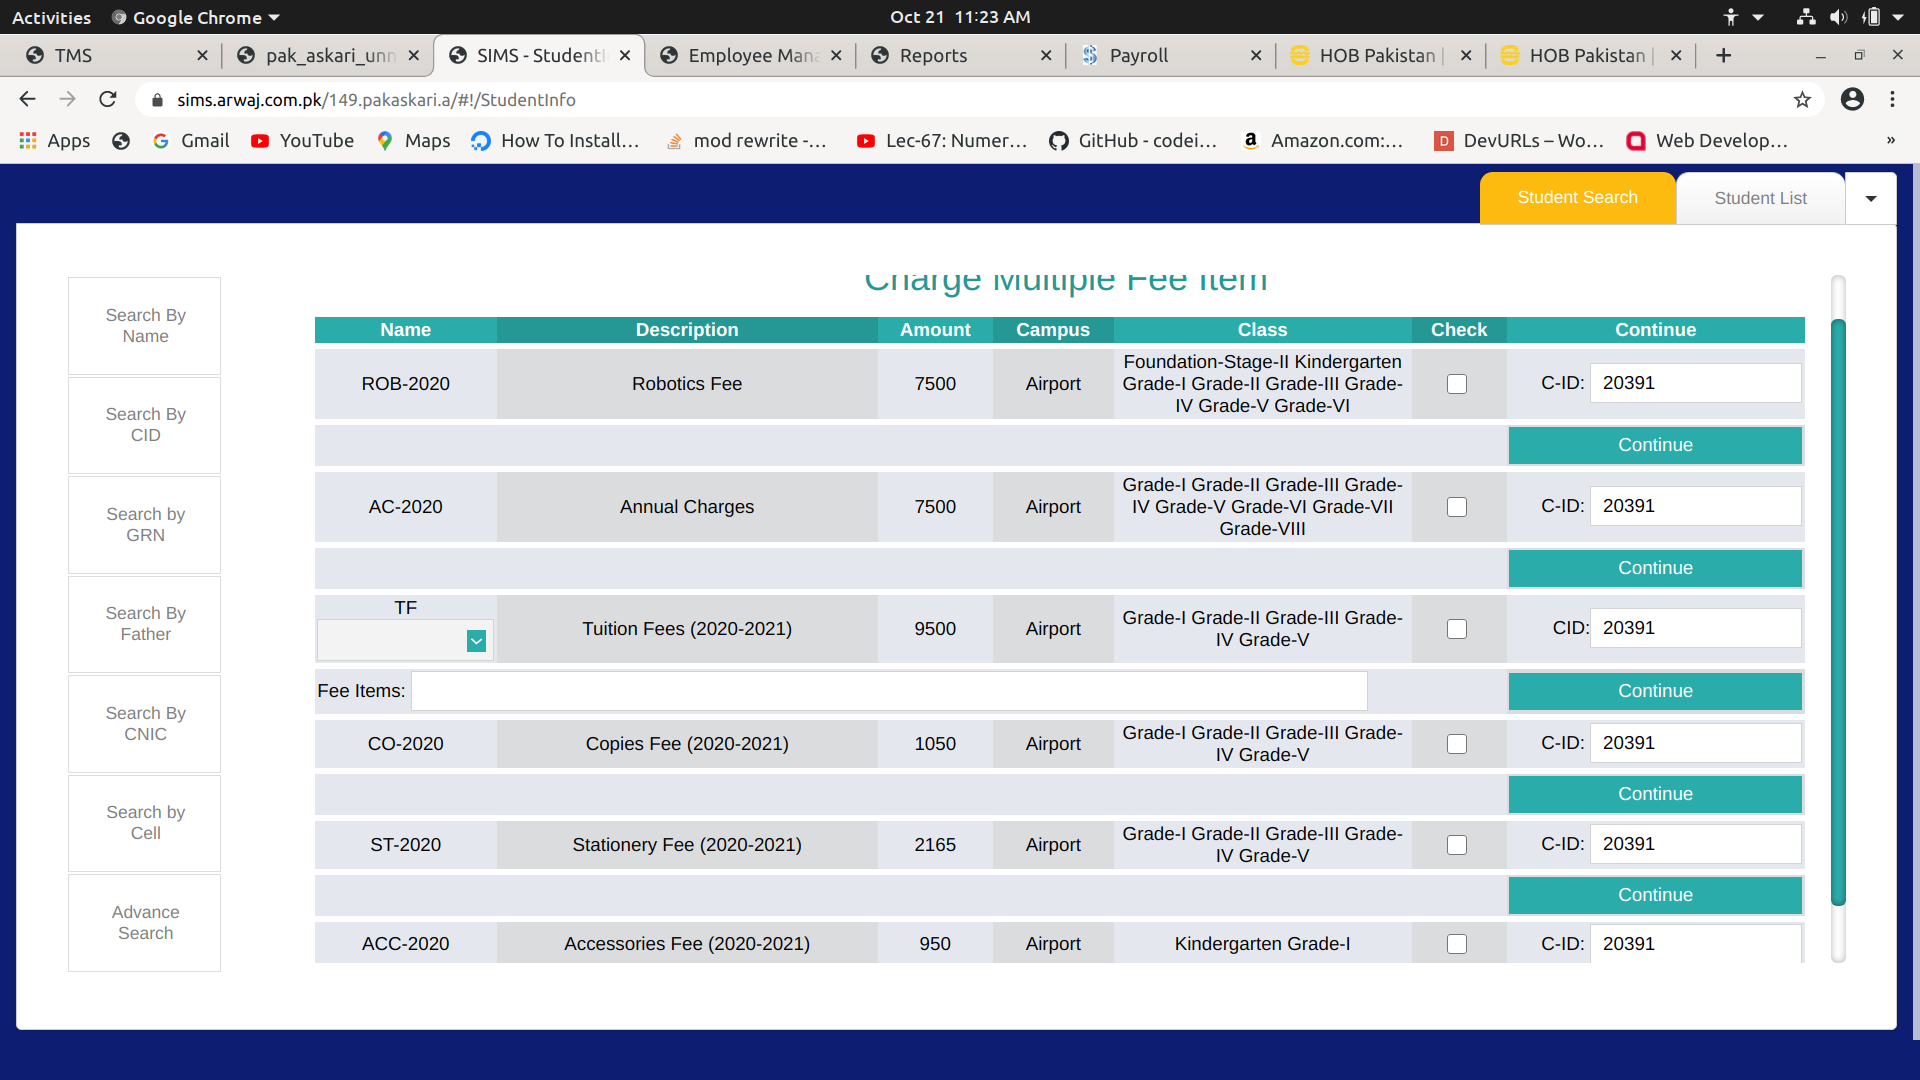 Activities Google Chrome Oct 21 11:23 AM
TMS pak_askari_unn SIMS - StudentI Employee Mana Reports Payroll HOB Pakistan | HOB Pakistan |
sims.arwaj.com.pk/149.pakaskari.a/#!/StudentInfo
Apps Gmail YouTube Maps How To Install... mod rewrite -... Lec-67: Numer... GitHub - codei... Amazon.com:... DevURLs – Wo... Web Develop... »
Student Search Student List
Search By
Name
Search By
CID
Search by
GRN
Search By
Father
Search By
CNIC
Search by
Cell
Advance
Search
Charge Multiple Fee Item
Name Description Amount Campus Class Check Continue
ROB-2020 Robotics Fee 7500 Airport Foundation-Stage-II Kindergarten
Grade-I Grade-II Grade-III Grade-
IV Grade-V Grade-VI
C-ID: 20391
Continue
AC-2020 Annual Charges 7500 Airport Grade-I Grade-II Grade-III Grade-
IV Grade-V Grade-VI Grade-VII
Grade-VIII
C-ID: 20391
Continue
TF
Tuition Fees (2020-2021) 9500 Airport Grade-I Grade-II Grade-III Grade-
IV Grade-V
CID: 20391
Fee Items: Continue
CO-2020 Copies Fee (2020-2021) 1050 Airport Grade-I Grade-II Grade-III Grade-
IV Grade-V
C-ID: 20391
Continue
ST-2020 Stationery Fee (2020-2021) 2165 Airport Grade-I Grade-II Grade-III Grade-
IV Grade-V
C-ID: 20391
Continue
ACC-2020 Accessories Fee (2020-2021) 950 Airport Kindergarten Grade-I C-ID: 20391